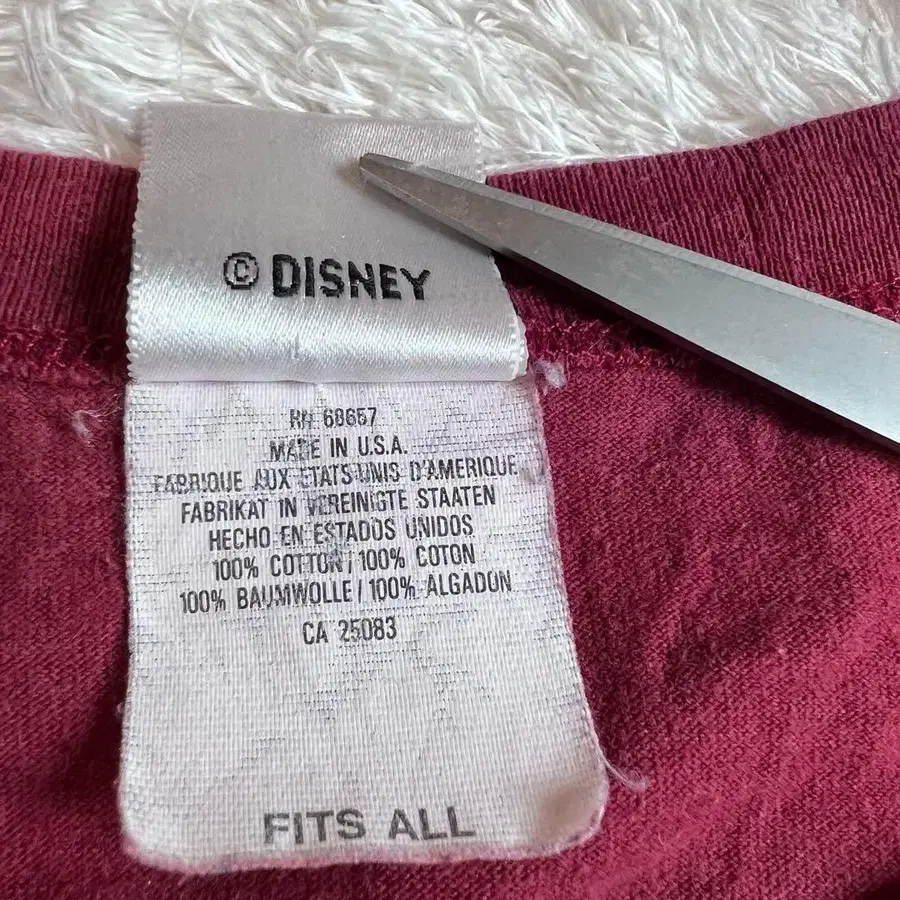 © DISNEY
RN 68657
MADE IN U.S.A.
FABRIQUE AUX ETATS-UNIS D'AMERIQUE
FABRIKAT IN VEREINIGTE STAATEN
HECHO EN ESTADOS UNIDOS
100% COTTON / 100% COTON
100% BAUMWOLLE / 100% ALGADON
CA 25083
FITS ALL